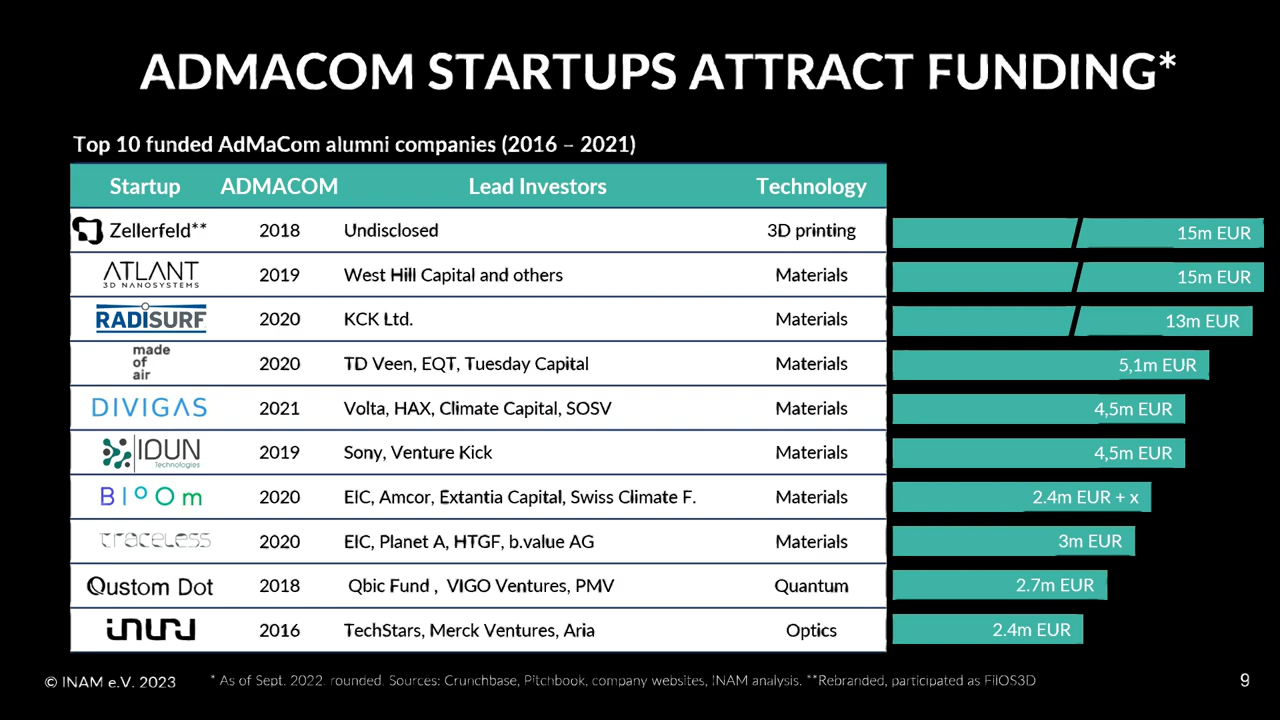 ADMACOM STARTUPS ATTRACT FUNDING*
Top 10 funded AdMaCom alumni companies (2016 – 2021)
Startup ADMACOM Lead Investors Technology
Zellerfeld** 2018 Undisclosed 3D printing 15m EUR
ATLANT 3D NANOSYSTEMS 2019 West Hill Capital and others Materials 15m EUR
RADISURF 2020 KCK Ltd. Materials 13m EUR
made of air 2020 TD Veen, EQT, Tuesday Capital Materials 5,1m EUR
DIVIGAS 2021 Volta, HAX, Climate Capital, SOSV Materials 4,5m EUR
IDUN Technologies 2019 Sony, Venture Kick Materials 4,5m EUR
BloOm 2020 EIC, Amcor, Extantia Capital, Swiss Climate F. Materials 2.4m EUR + x
traceless 2020 EIC, Planet A, HTGF, b.value AG Materials 3m EUR
Qustom Dot 2018 Qbic Fund , VIGO Ventures, PMV Quantum 2.7m EUR
inuru 2016 TechStars, Merck Ventures, Aria Optics 2.4m EUR
© INAM e.V. 2023 * As of Sept. 2022. rounded. Sources: Crunchbase, Pitchbook, company websites, INAM analysis. **Rebranded, participated as FilOS3D 9